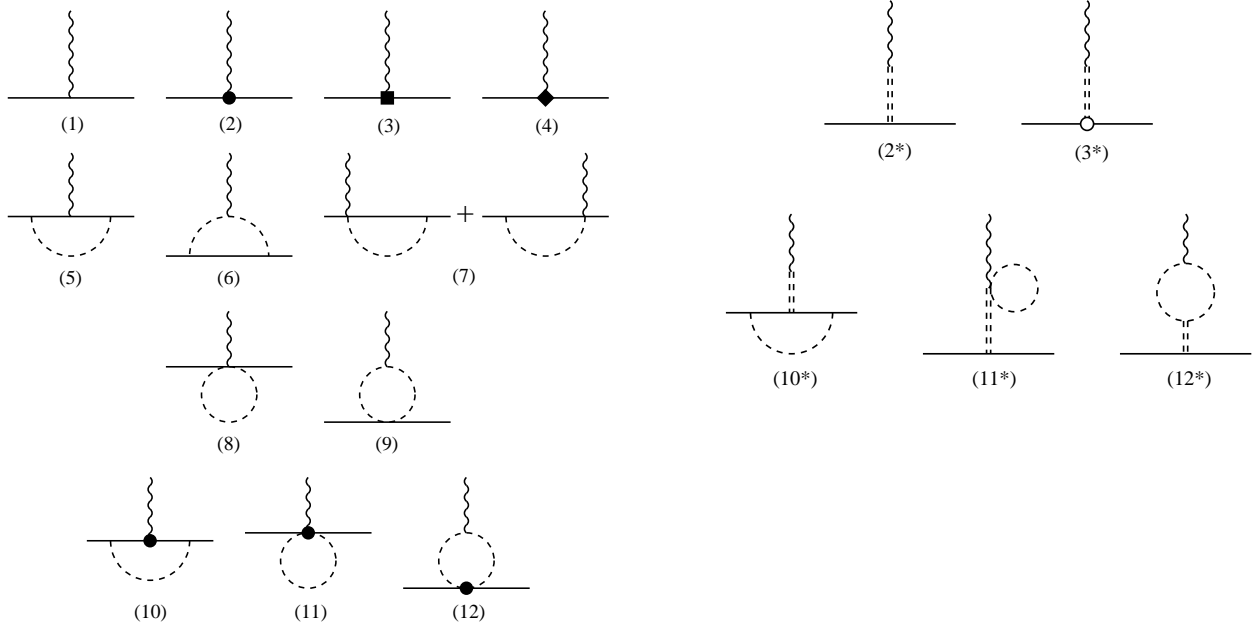 (1) (2) (3) (4)
(2*) (3*)
(5) (6) + (7)
(10*) (11*) (12*)
(8) (9)
(10) (11) (12)